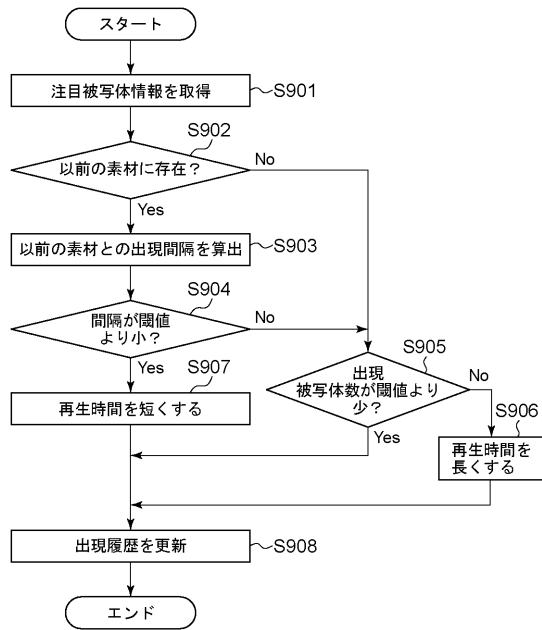 スタート
注目被写体情報を取得
S901
S902
以前の素材に存在？
No
Yes
以前の素材との出現間隔を算出
S903
S904
間隔が閾値
より小？
No
Yes
S905
出現
被写体数が閾値より
少？
No
Yes
S907
再生時間を短くする
S906
再生時間を
長くする
出現履歴を更新
S908
エンド